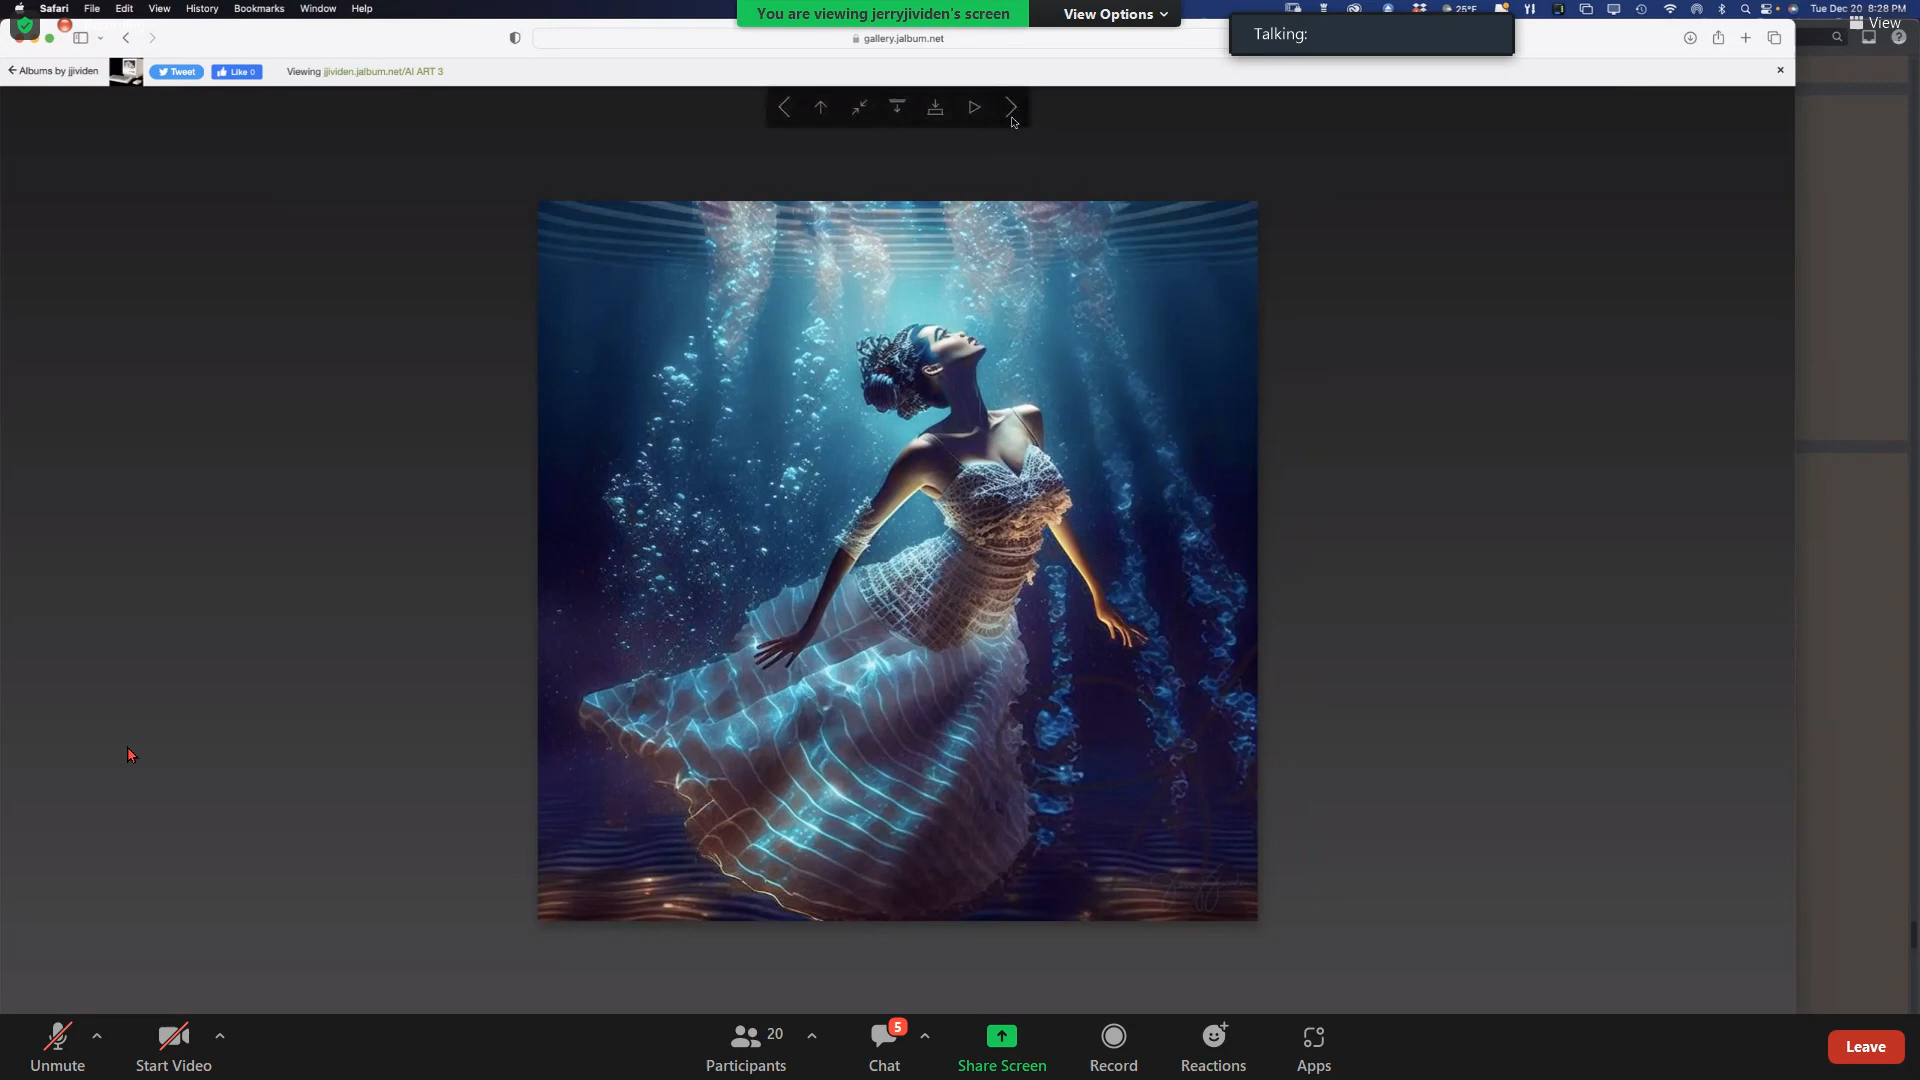 Safari File Edit View History Bookmarks Window Help
You are viewing jerryjividen's screen
View Options
25°F
Tue Dec 20 8:28 PM
Talking:
View
gallery.jalbum.net
Albums by jjividen
Tweet
Like 0
Viewing jjividen.jalbum.net/AI ART 3
Unmute
Start Video
Participants
20
Chat
5
Share Screen
Record
Reactions
Apps
Leave